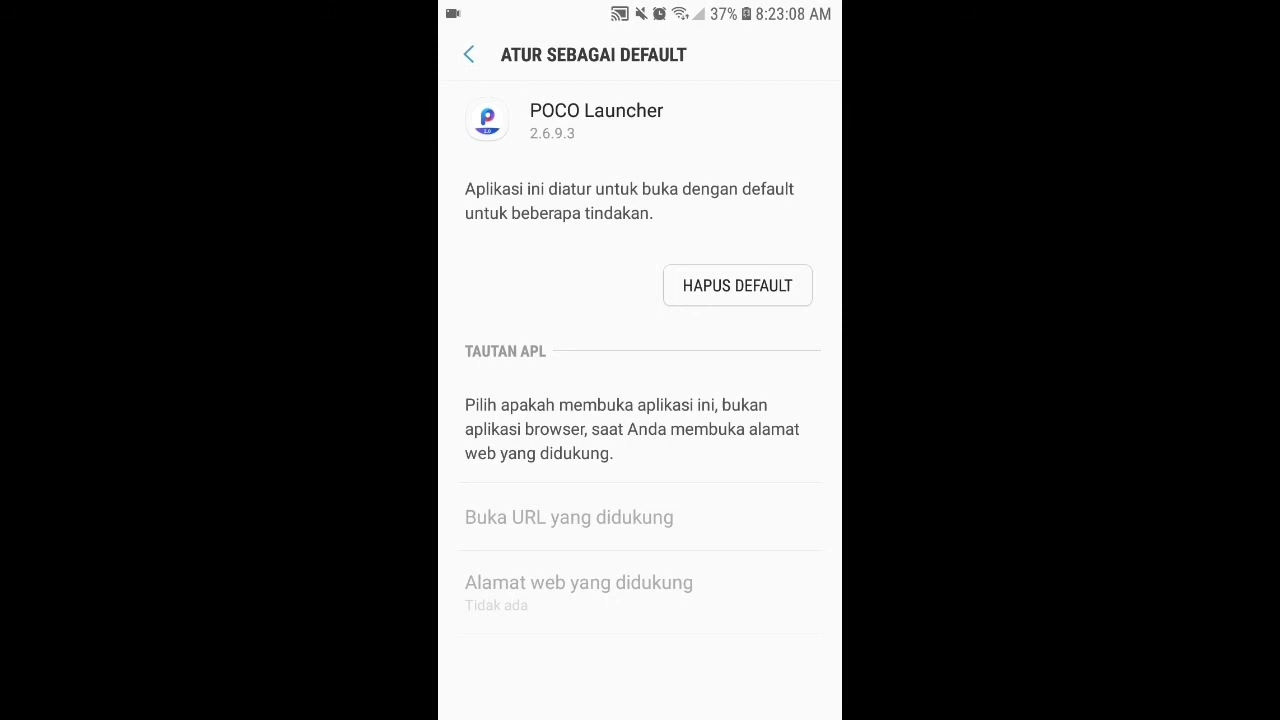 37% 8:23:08 AM
ATUR SEBAGAI DEFAULT
POCO Launcher
2.6.9.3
Aplikasi ini diatur untuk buka dengan default
untuk beberapa tindakan.
HAPUS DEFAULT
TAUTAN APL
Pilih apakah membuka aplikasi ini, bukan
aplikasi browser, saat Anda membuka alamat
web yang didukung.
Buka URL yang didukung
Alamat web yang didukung
Tidak ada